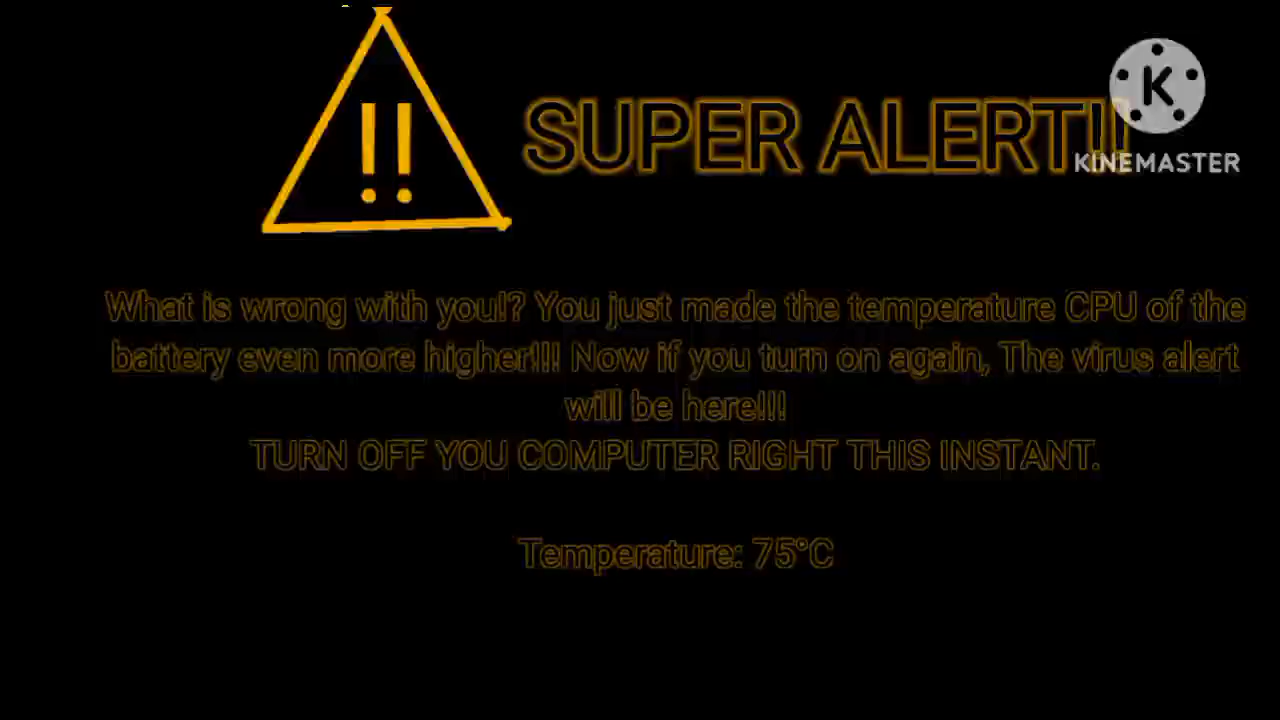 !!
SUPER ALERT!!
K
KINEMASTER
What is wrong with you!? You just made the temperature CPU of the
battery even more higher!!! Now if you turn on again, The virus alert
will be here!!!
TURN OFF YOU COMPUTER RIGHT THIS INSTANT.
Temperature: 75°C